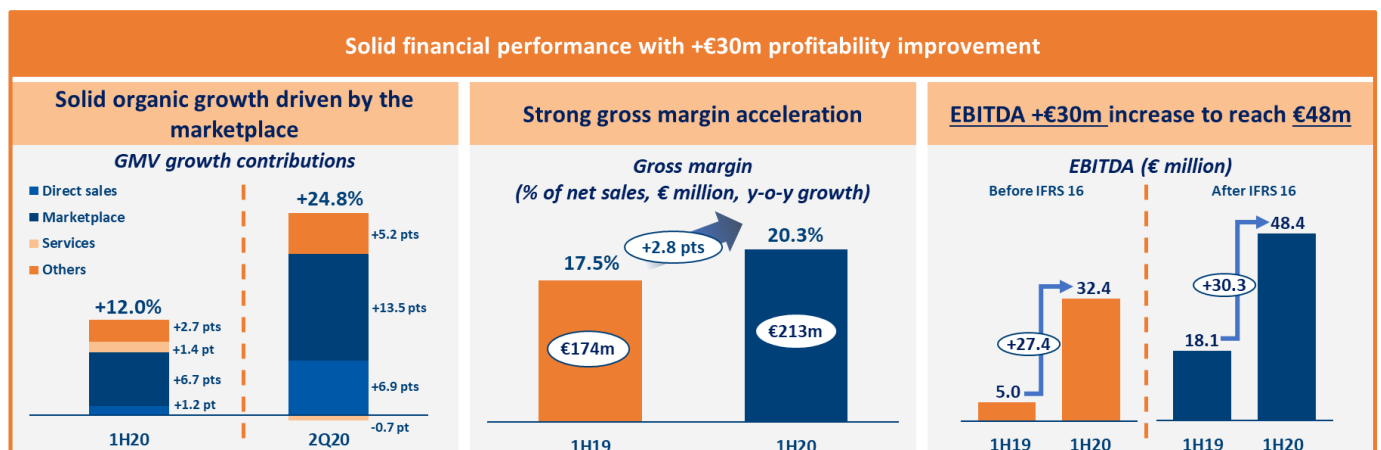 Solid financial performance with +€30m profitability improvement
Solid organic growth driven by the
marketplace
GMV growth contributions
Direct sales
Marketplace
Services
Others
+12.0%
+2.7 pts
+1.4 pt
+6.7 pts
+1.2 pt
1H20
+24.8%
+5.2 pts
+13.5 pts
+6.9 pts
-0.7 pt
2Q20
Strong gross margin acceleration
Gross margin
(% of net sales, € million, y-o-y growth)
17.5%
+2.8 pts
20.3%
€174m
€213m
1H19
1H20
EBITDA +€30m increase to reach €48m
EBITDA (€ million)
Before IFRS 16
5.0
+27.4
32.4
1H19
1H20
After IFRS 16
18.1
+30.3
48.4
1H19
1H20